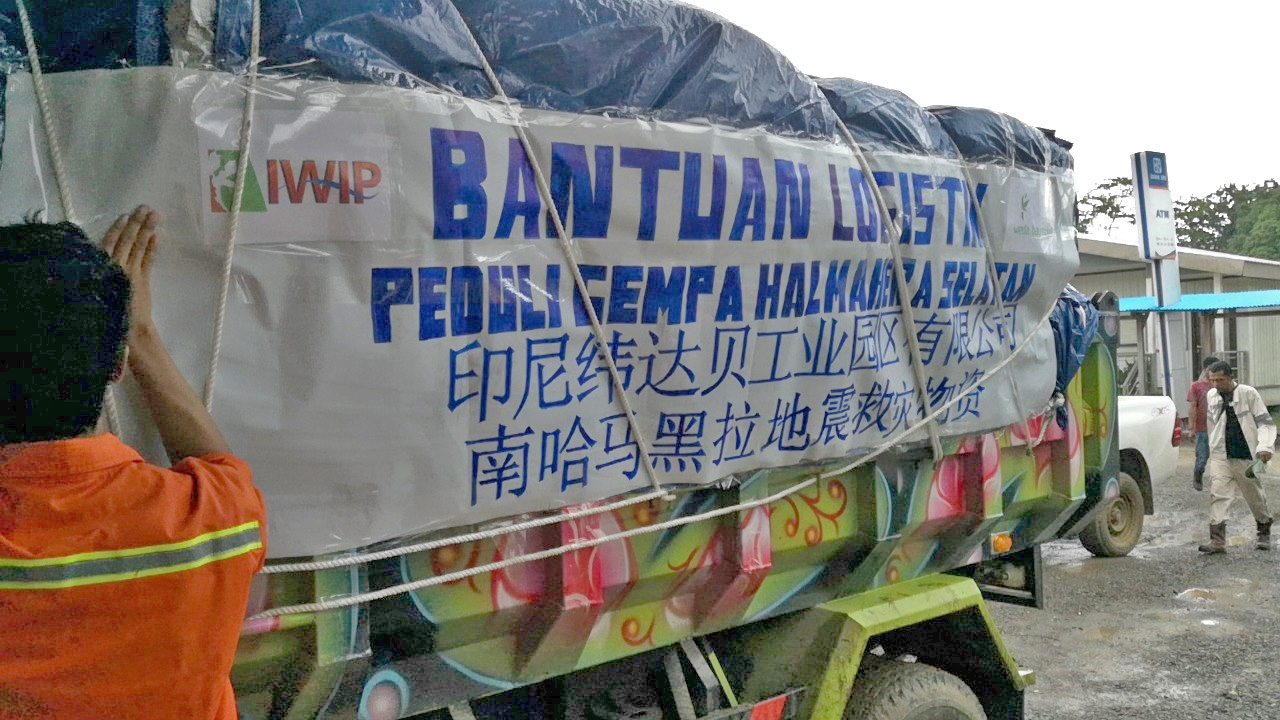 IWIP
BANTUAN LOGISTIK
PEDULI GEMPA HALMAHERA SELATAN
印尼纬达贝工业园区有限公司
南哈马黑拉地震救灾物资
ATM